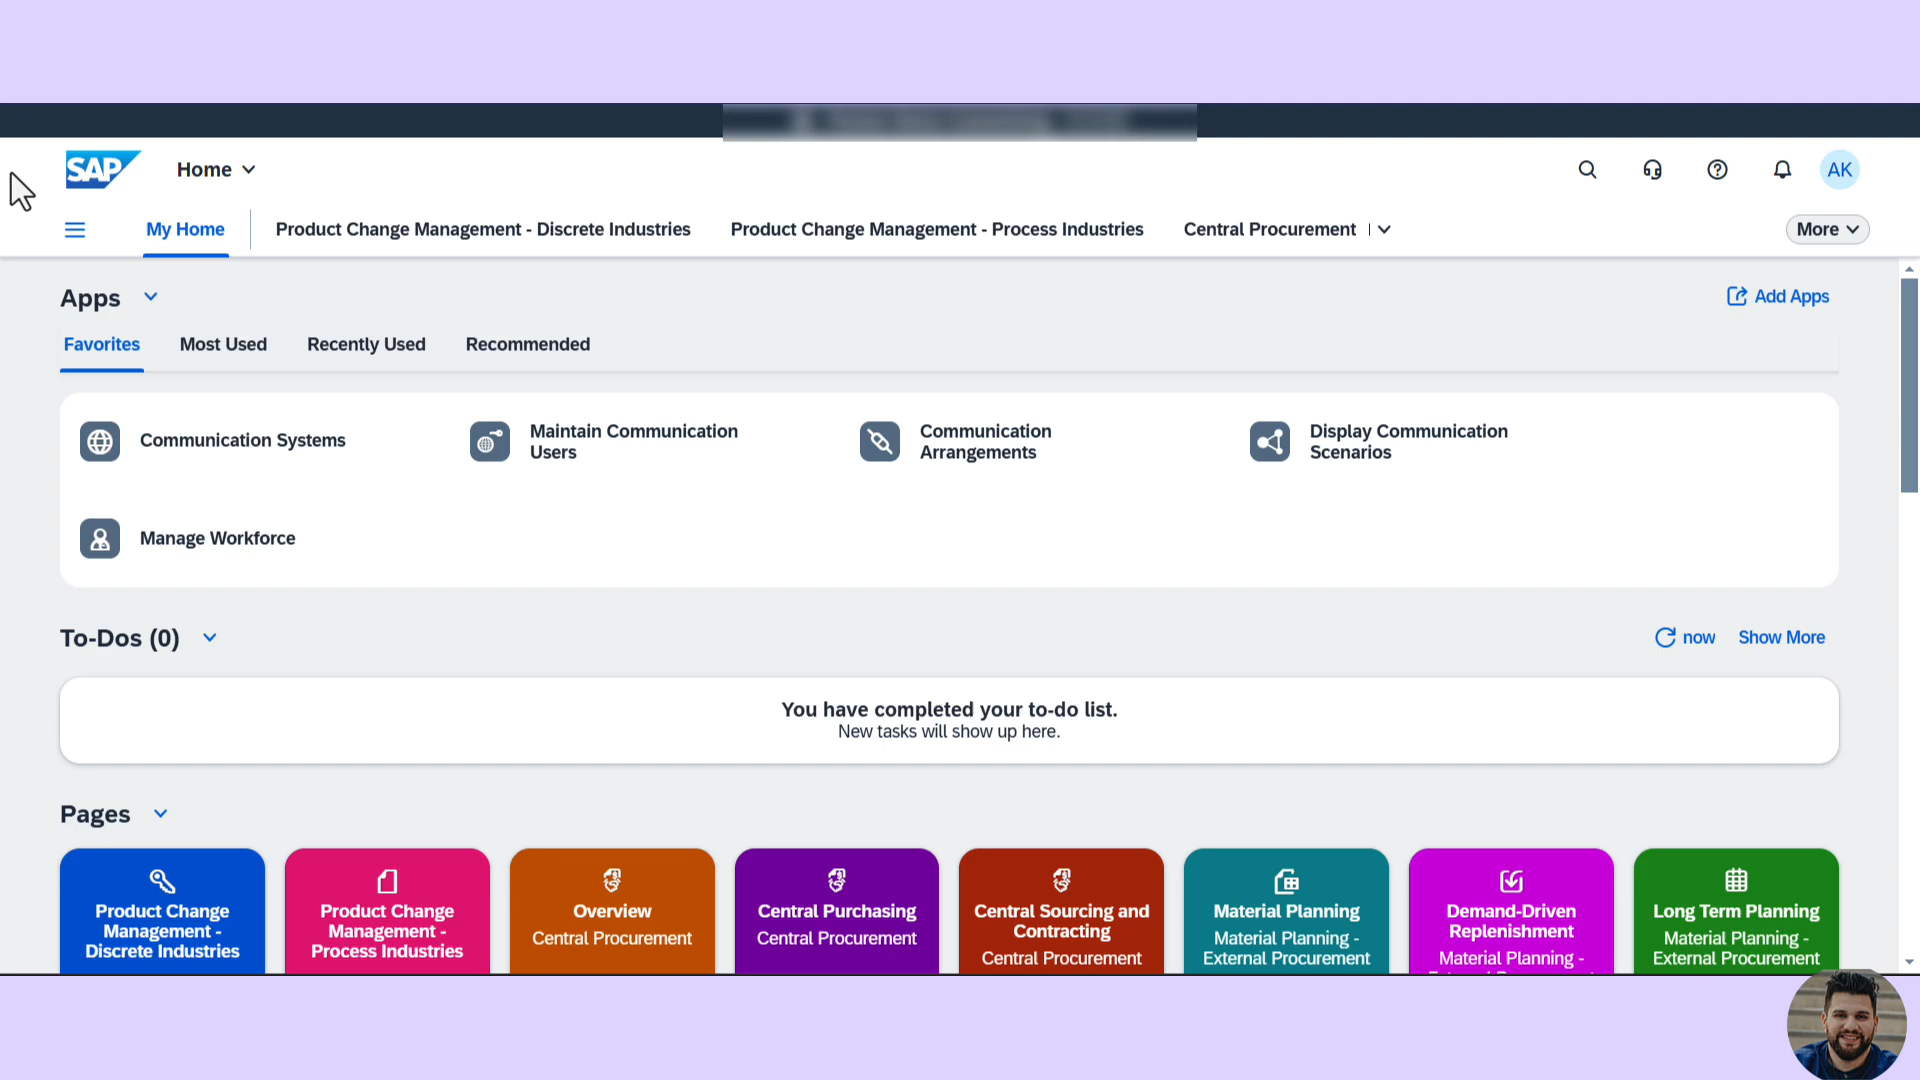 SAP
Home
AK
My Home
Product Change Management - Discrete Industries
Product Change Management - Process Industries
Central Procurement
More
Apps
Add Apps
Favorites
Most Used
Recently Used
Recommended
Communication Systems
Maintain Communication
Users
Communication
Arrangements
Display Communication
Scenarios
Manage Workforce
To-Dos (0)
now
Show More
You have completed your to-do list.
New tasks will show up here.
Pages
Product Change
Management -
Discrete Industries
Product Change
Management -
Process Industries
Overview
Central Procurement
Central Purchasing
Central Procurement
Central Sourcing and
Contracting
Central Procurement
Material Planning
Material Planning -
External Procurement
Demand-Driven
Replenishment
Material Planning -
Long Term Planning
Material Planning -
External Procurement